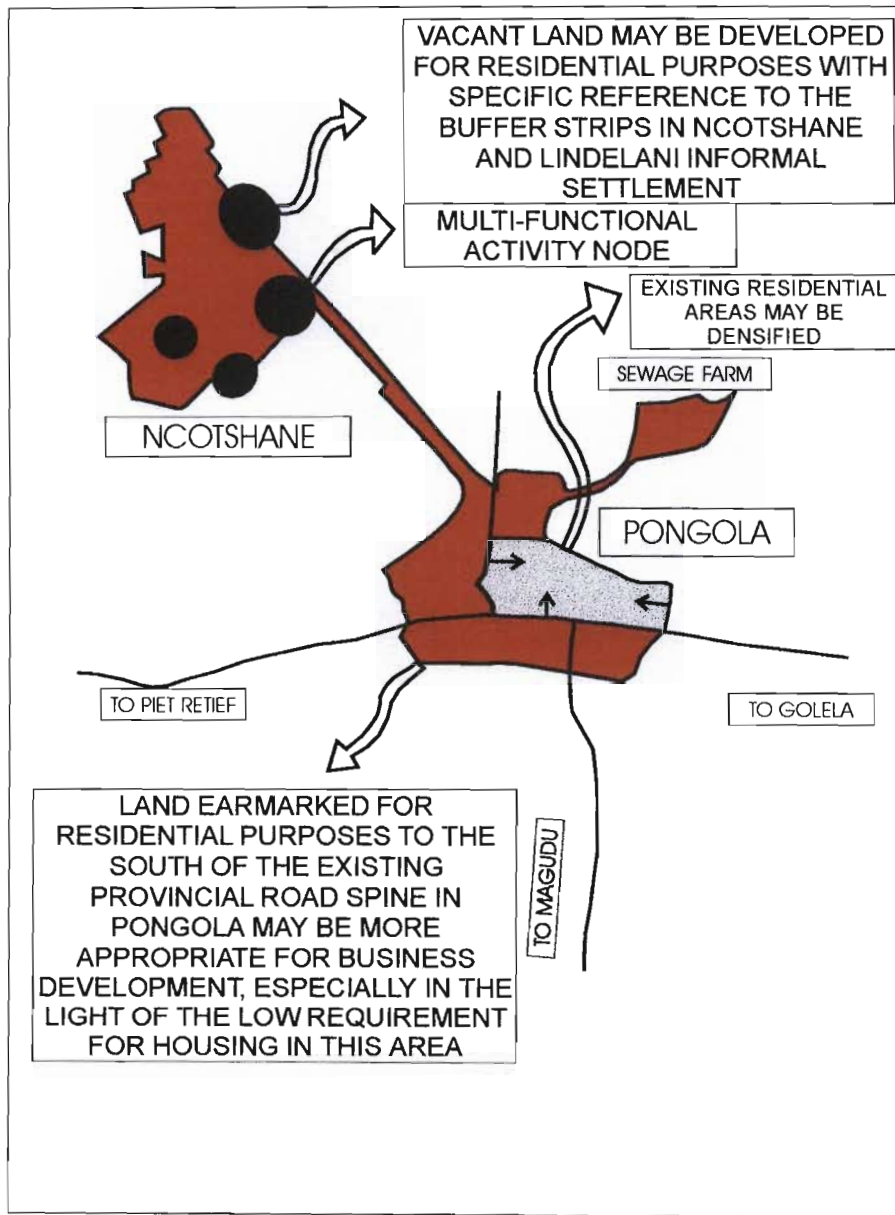 VACANT LAND MAY BE DEVELOPED
FOR RESIDENTIAL PURPOSES WITH
SPECIFIC REFERENCE TO THE
BUFFER STRIPS IN NCOTSHANE
AND LINDELANI INFORMAL
SETTLEMENT
MULTI-FUNCTIONAL
ACTIVITY NODE
EXISTING RESIDENTIAL
AREAS MAY BE
DENSIFIED
SEWAGE FARM
NCOTSHANE
PONGOLA
TO PIET RETIEF
TO GOLELA
LAND EARMARKED FOR
RESIDENTIAL PURPOSES TO THE
SOUTH OF THE EXISTING
PROVINCIAL ROAD SPINE IN
PONGOLA MAY BE MORE
APPROPRIATE FOR BUSINESS
DEVELOPMENT, ESPECIALLY IN THE
LIGHT OF THE LOW REQUIREMENT
FOR HOUSING IN THIS AREA
TO MAGUDU